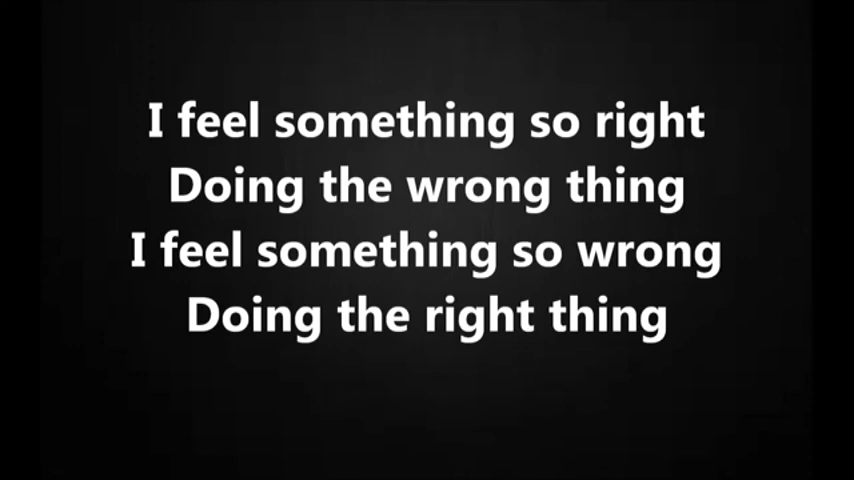 I feel something so right
Doing the wrong thing
I feel something so wrong
Doing the right thing